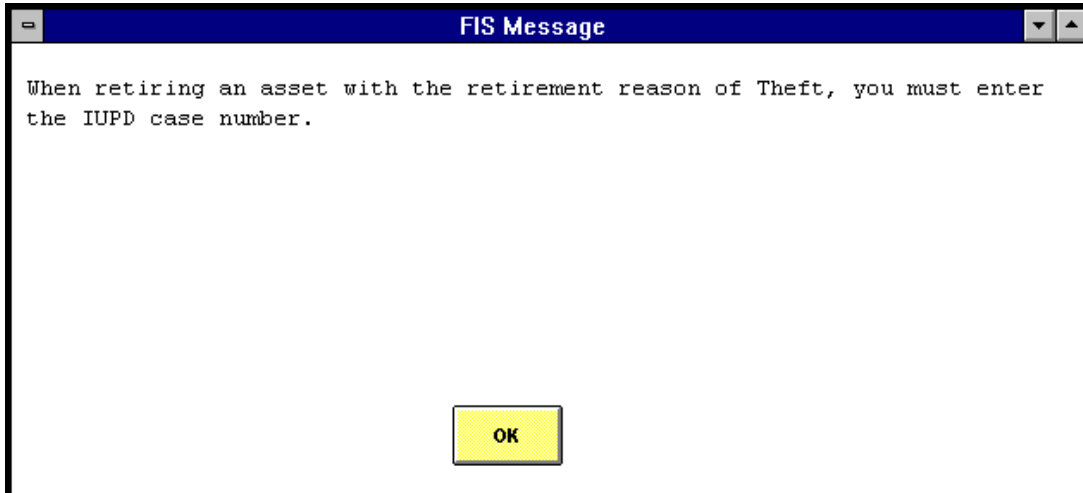 FIS Message
When retiring an asset with the retirement reason of Theft, you must enter
the IUPD case number.
OK